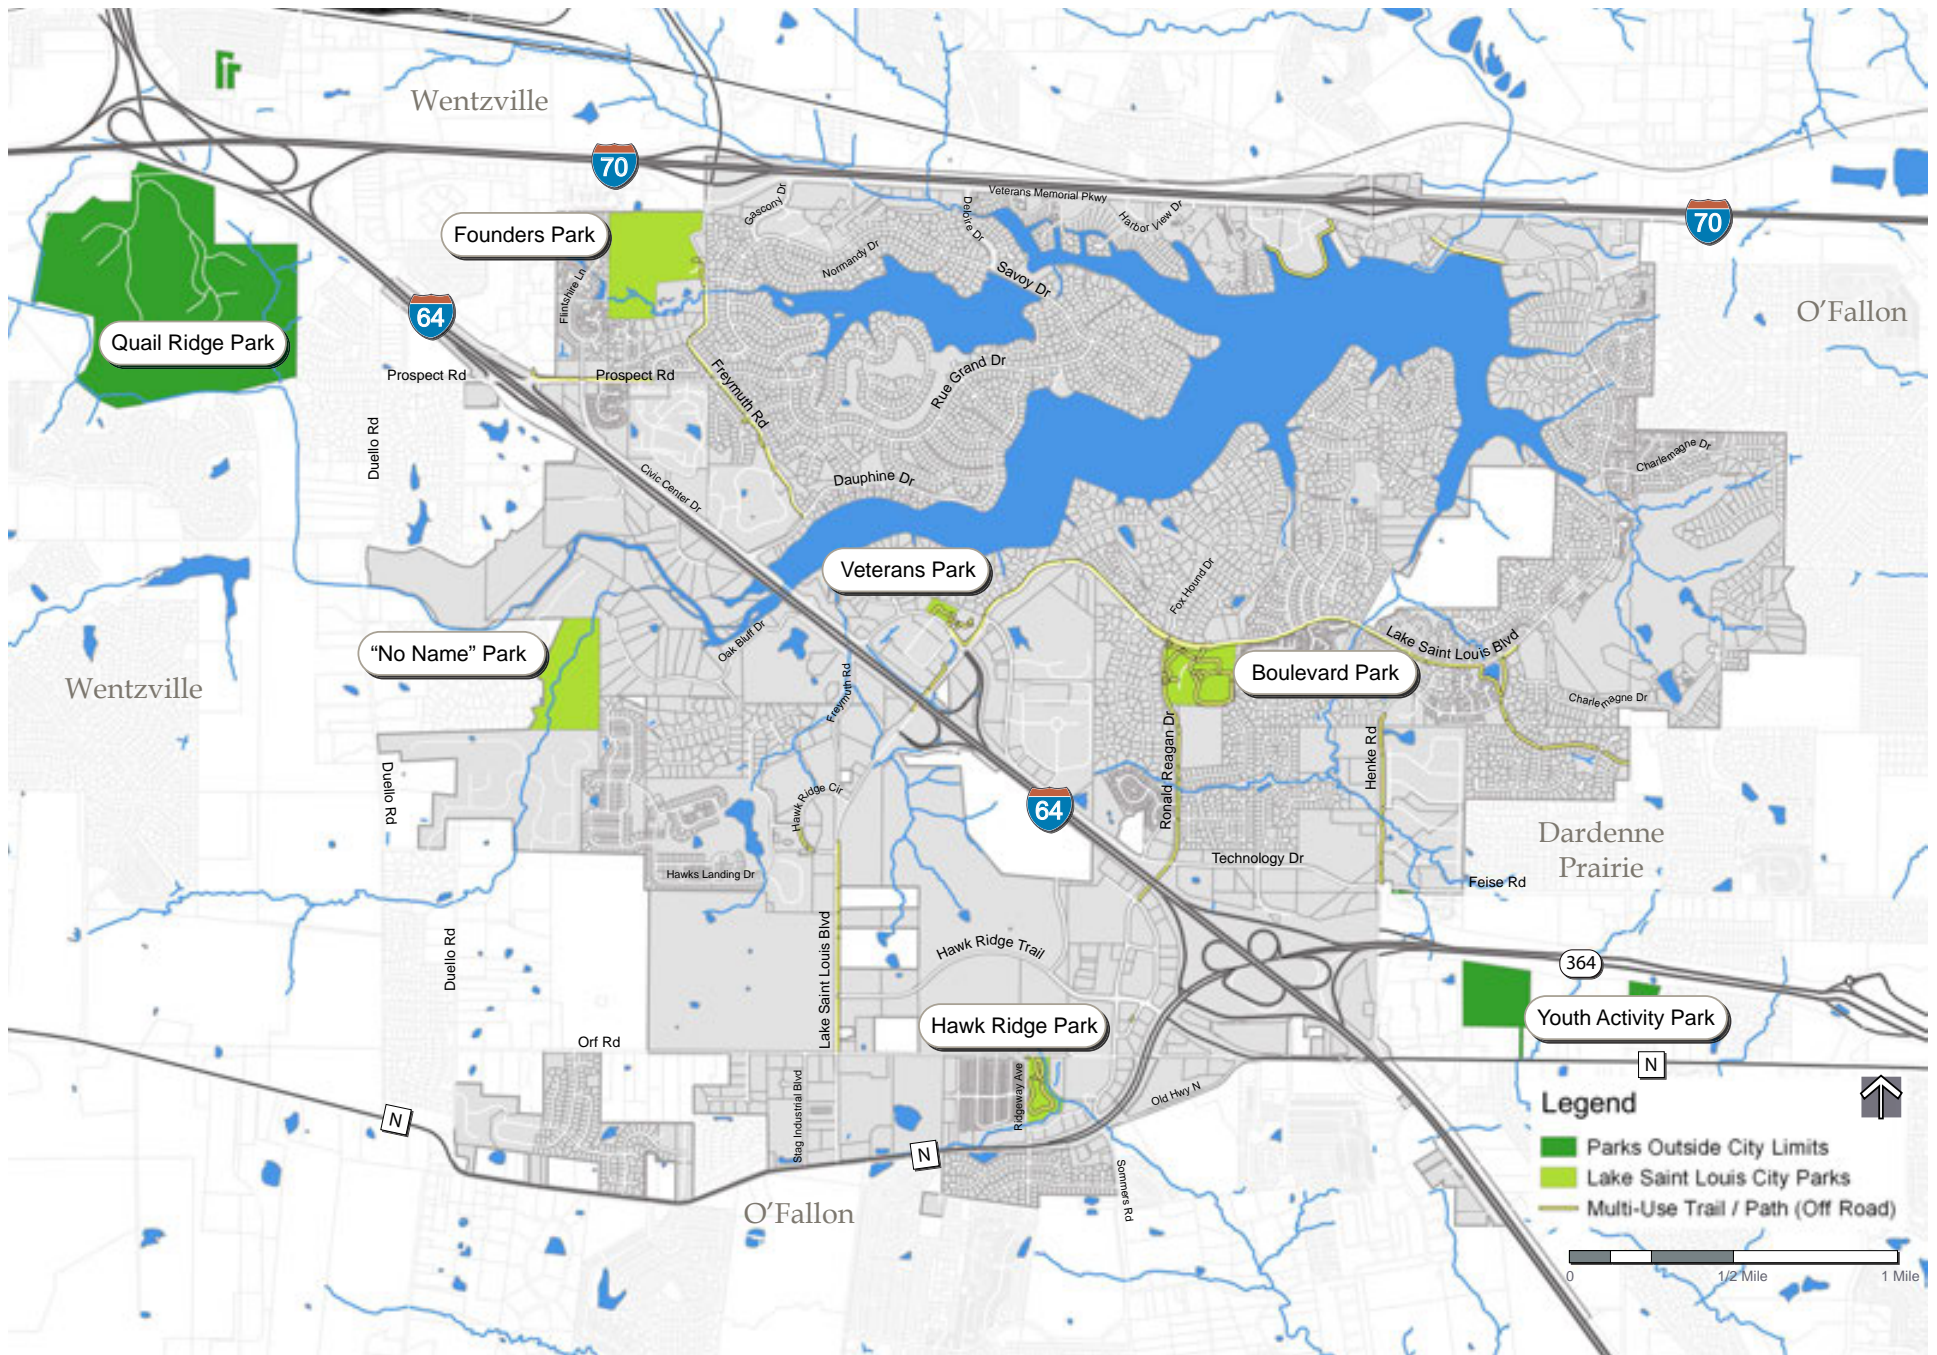 Wentzville
70
Gascony Dr
Deloire Dr
Veterans Memorial Pkwy
Harbor View Dr
70
Founders Park
Normandy Dr
Savoy Dr
Flintshire Ln
64
O'Fallon
Quail Ridge Park
Prospect Rd
Prospect Rd
Freymuth Rd
Rue Grand Dr
Duello Rd
Civic Center Dr
Dauphine Dr
Charlemagne Dr
Veterans Park
Fox Hound Dr
Oak Bluff Dr
"No Name" Park
Lake Saint Louis Blvd
Boulevard Park
Wentzville
Freymuth Rd
Charlemagne Dr
Ronald Reagan Dr
Henke Rd
Duello Rd
Hawk Ridge Cir
64
Dardenne
Prairie
Technology Dr
Hawks Landing Dr
Feise Rd
Duello Rd
Lake Saint Louis Blvd
Hawk Ridge Trail
364
Hawk Ridge Park
Youth Activity Park
Orf Rd
N
Stag Industrial Blvd
Ridgeway Ave
Old Hwy N
N
N
Sommers Rd
O'Fallon
Legend
Parks Outside City Limits
Lake Saint Louis City Parks
Multi-Use Trail / Path (Off Road)
0 1/2 Mile 1 Mile